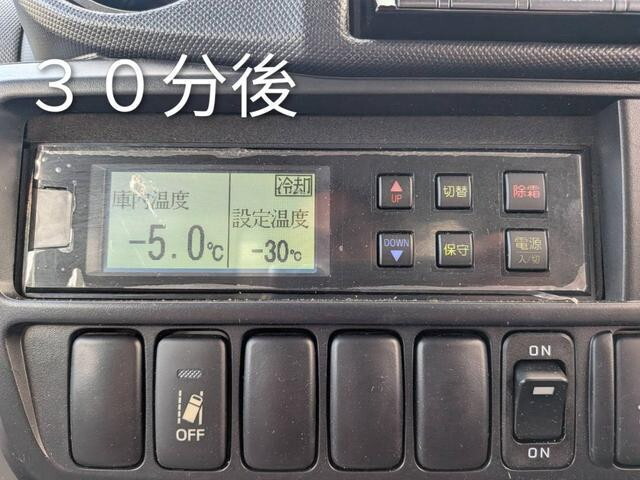 30分後
冷却
庫内温度
設定温度
-5.0℃
-30℃
UP
切替
除霜
DOWN
保守
電源
入/切
OFF
ON
ON